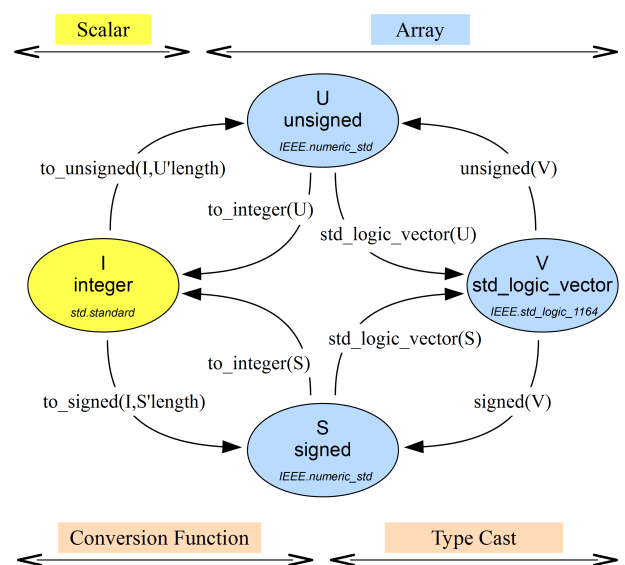 Scalar
Array
U
unsigned
IEEE.numeric_std
to_unsigned(I,U'length)
unsigned(V)
to_integer(U)
std_logic_vector(U)
I
integer
std.standard
V
std_logic_vector
IEEE.std_logic_1164
std_logic_vector(S)
to_integer(S)
to_signed(I,S'length)
signed(V)
S
signed
IEEE.numeric_std
Conversion Function
Type Cast